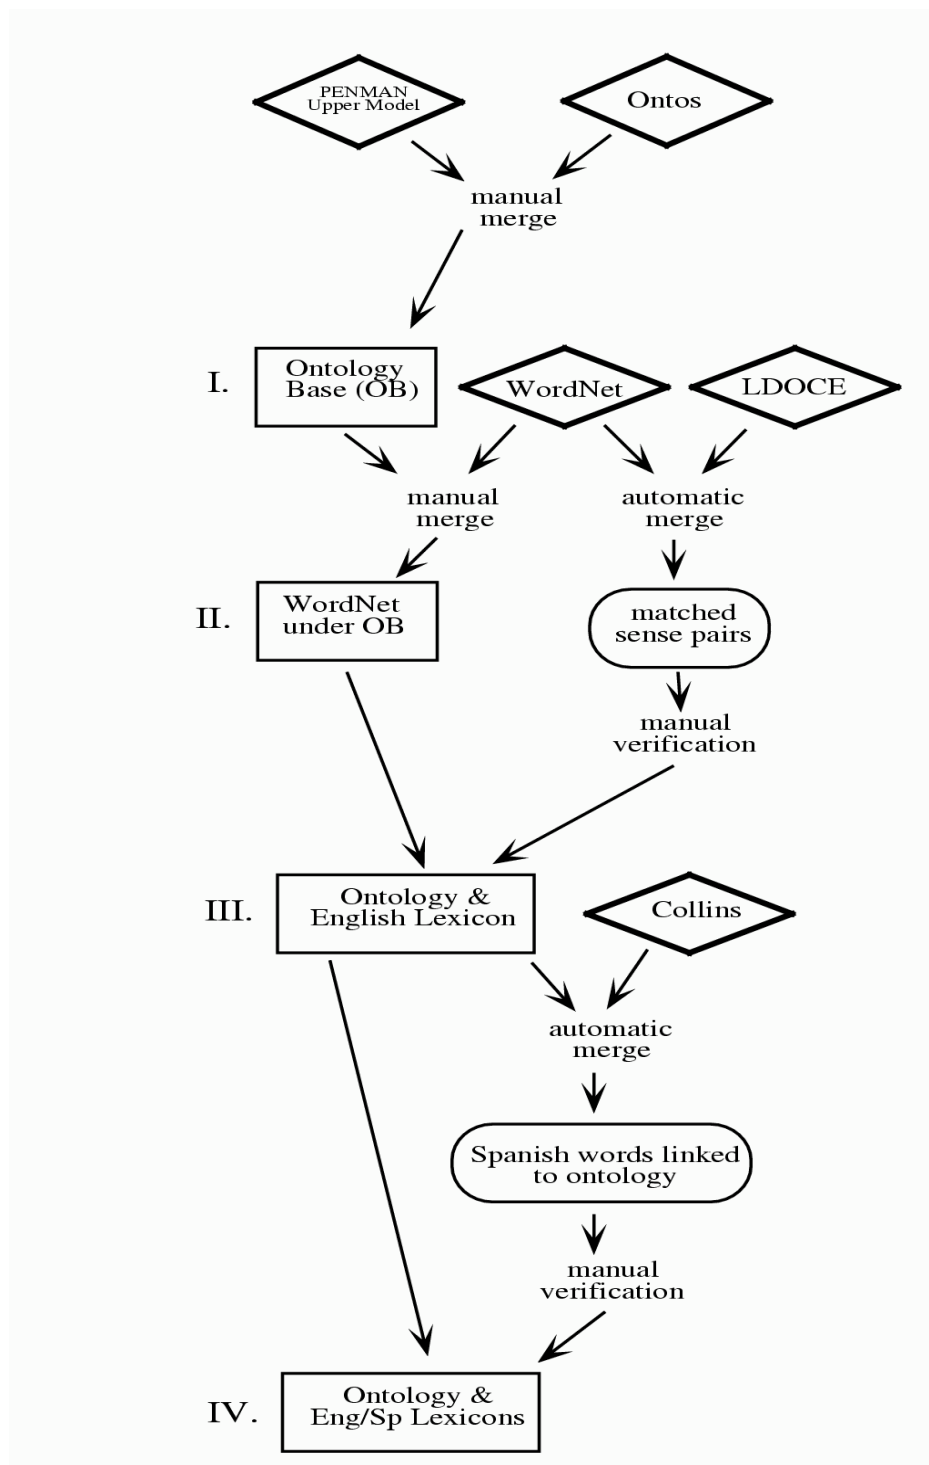 PENMAN
Upper Model
Ontos
manual
merge
I.
Ontology
Base (OB)
WordNet
LDOCE
manual
merge
automatic
merge
II.
WordNet
under OB
matched
sense pairs
manual
verification
III.
Ontology &
English Lexicon
Collins
automatic
merge
Spanish words linked
to ontology
manual
verification
IV.
Ontology &
Eng/Sp Lexicons